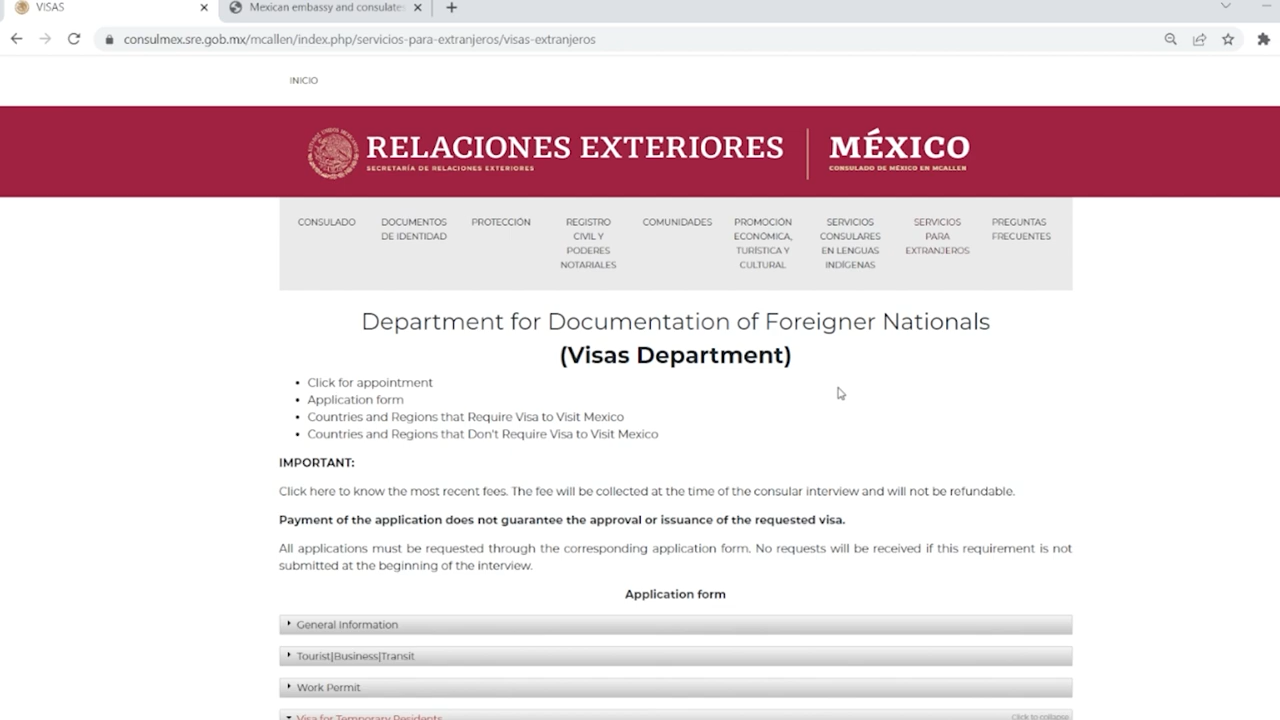 VISAS
Mexican embassy and consulates
consulmex.sre.gob.mx/mcallen/index.php/servicios-para-extranjeros/visas-extranjeros
INICIO
RELACIONES EXTERIORES
SECRETARÍA DE RELACIONES EXTERIORES
MÉXICO
CONSULADO DE MÉXICO EN MCALLEN
CONSULADO
DOCUMENTOS
DE IDENTIDAD
PROTECCIÓN
REGISTRO
CIVIL Y
PODERES
NOTARIALES
COMUNIDADES
PROMOCIÓN
ECONÓMICA,
TURÍSTICA Y
CULTURAL
SERVICIOS
CONSULARES
EN LENGUAS
INDÍGENAS
SERVICIOS
PARA
EXTRANJEROS
PREGUNTAS
FRECUENTES
Department for Documentation of Foreigner Nationals
(Visas Department)
• Click for appointment
• Application form
• Countries and Regions that Require Visa to Visit Mexico
• Countries and Regions that Don't Require Visa to Visit Mexico
IMPORTANT:
Click here to know the most recent fees. The fee will be collected at the time of the consular interview and will not be refundable.
Payment of the application does not guarantee the approval or issuance of the requested visa.
All applications must be requested through the corresponding application form. No requests will be received if this requirement is not
submitted at the beginning of the interview.
Application form
General Information
Tourist|Business|Transit
Work Permit
Visa for Temporary Residents
Click to collapse